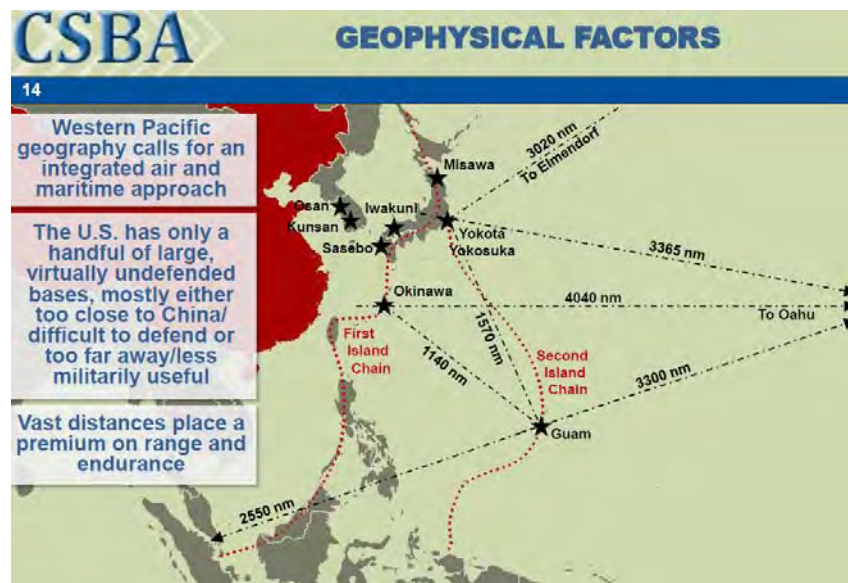 CSBA
GEOPHYSICAL FACTORS
14
Western Pacific
geography calls for an
integrated air and
maritime approach
The U.S. has only a
handful of large,
virtually undefended
bases, mostly either
too close to China/
difficult to defend or
too far away/less
militarily useful
Vast distances place a
premium on range and
endurance
3020 nm
To Elmendorf
Misawa
Osan
Iwakuni
Kunsan
Yokota
Sasebo
Yokosuka
3365 nm
Okinawa
4040 nm
To Oahu
First
Island
Chain
1570 nm
1140 nm
Second
Island
Chain
3300 nm
Guam
2550 nm